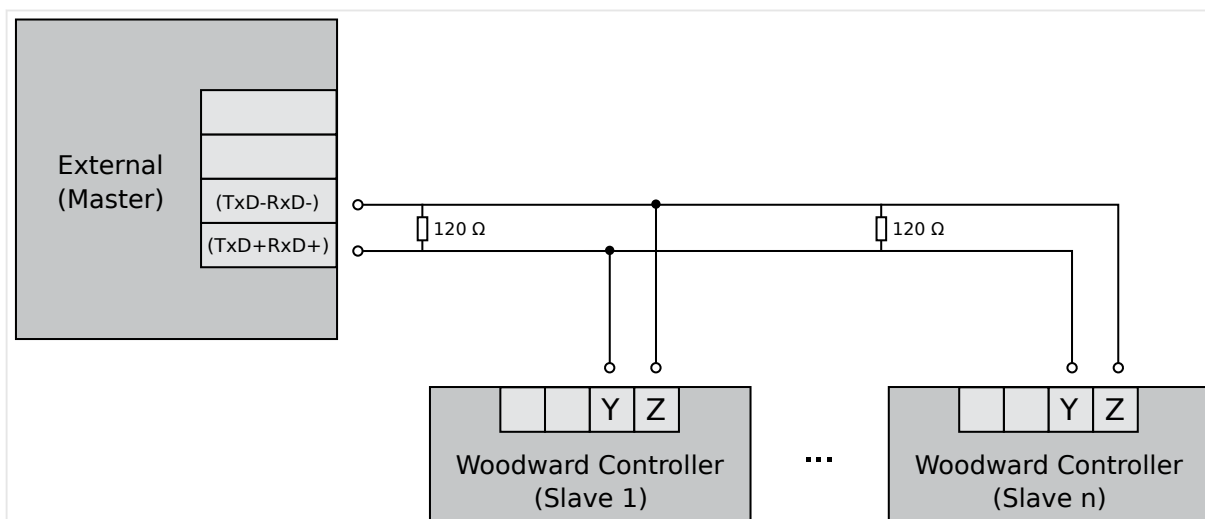 External
(Master)
(TxD-RxD-)
(TxD+RxD+)
120 Ω
120 Ω
Y Z
Y Z
Woodward Controller
(Slave 1)
...
Woodward Controller
(Slave n)